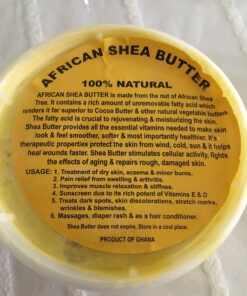 AFRICAN SHEA BUTTER
100% NATURAL
AFRICAN SHEA BUTTER is made from the nut of African Shea
Tree. It contains a rich amount of unremovable fatty acid which
renders it far superior to Cocoa Butter & other natural vegetable butters.
The fatty acid is crucial to rejuvenating & moisturizing the skin.
Shea Butter provides all the essential vitamins needed to make skin
look & feel smoother, softer & most importantly healthier. It's
therapeutic properties protect the skin from wind, cold, sun & it helps
heal wounds faster. Shea Butter stimulates cellular activity, fights
the effects of aging & repairs rough, damaged skin.
USAGE: 1. Treatment of dry skin, eczema & minor burns.
2. Pain relief from swelling & arthritis.
3. Improves muscle relaxation & stiffnes.
4. Sunscreen due to its rich potent of Vitamins E & D
5. Treats dark spots, skin discolorations, stretch marks,
wrinkles & blemishes.
6. Massages, diaper rash & as a hair conditioner.
Shea Butter does not expire. Store in a cool place.
PRODUCT OF GHANA